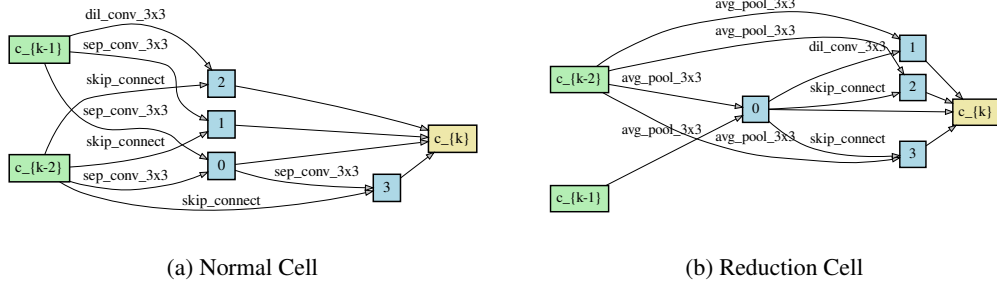 dil_conv_3x3
c_{k-1}
sep_conv_3x3
skip_connect
2
sep_conv_3x3
1
skip_connect
c_{k}
c_{k-2}
0
sep_conv_3x3
sep_conv_3x3
3
skip_connect
(a) Normal Cell
avg_pool_3x3
avg_pool_3x3
1
dil_conv_3x3
c_{k-2}
avg_pool_3x3
skip_connect
2
0
c_{k}
avg_pool_3x3
avg_pool_3x3
skip_connect
3
c_{k-1}
(b) Reduction Cell